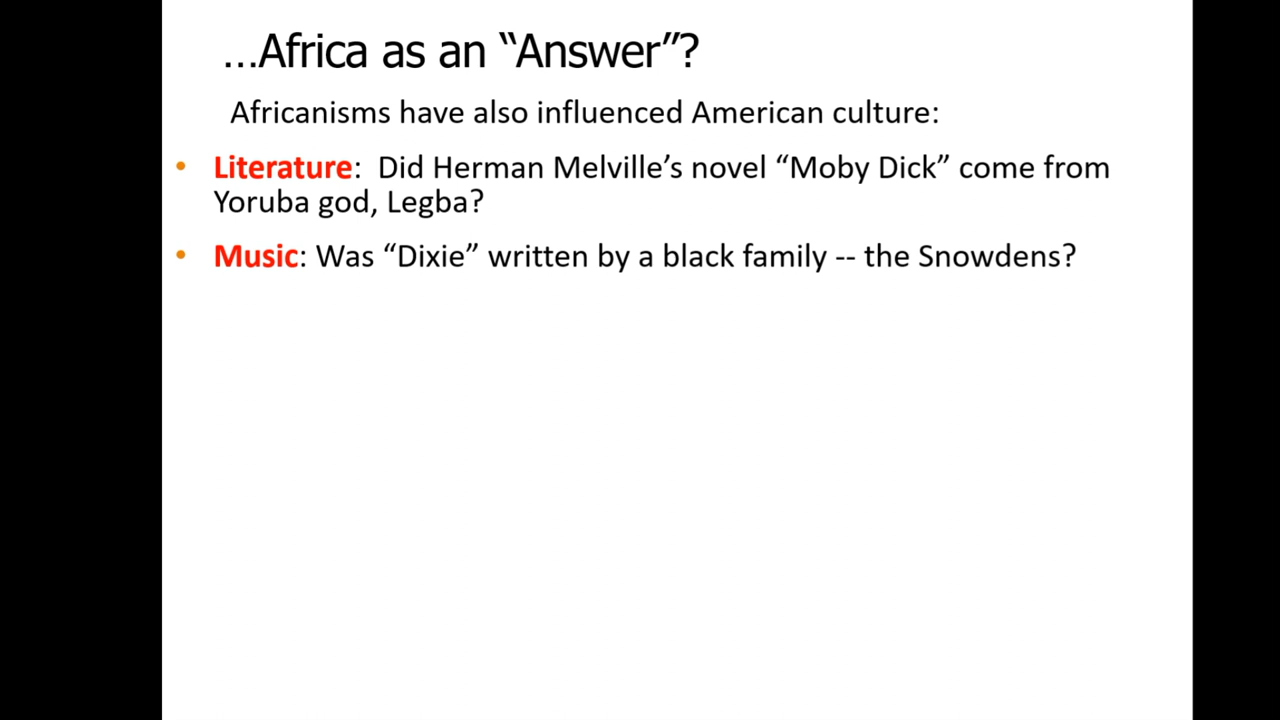 …Africa as an “Answer”?
Africanisms have also influenced American culture:
• Literature:  Did Herman Melville’s novel “Moby Dick” come from
Yoruba god, Legba?
• Music: Was “Dixie” written by a black family -- the Snowdens?